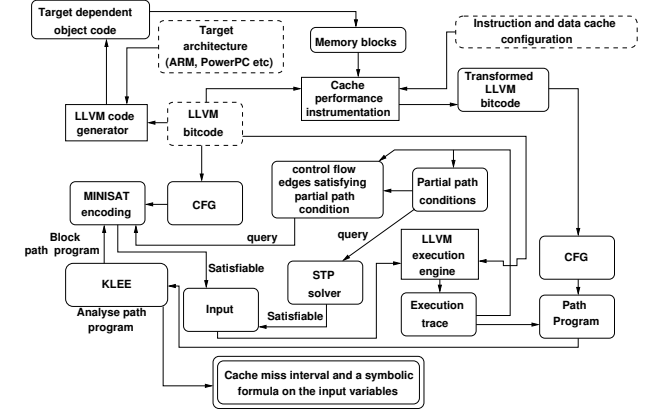 Target dependent
object code
Target
architecture
(ARM, PowerPC etc)
Memory blocks
Instruction and data cache
configuration
LLVM code
generator
LLVM
bitcode
Cache
performance
instrumentation
Transformed
LLVM
bitcode
MINISAT
encoding
CFG
control flow
edges satisfying
partial path
condition
Partial path
conditions
query
query
Block
path program
Satisfiable
LLVM
execution
engine
CFG
KLEE
Analyse path
program
Input
STP
solver
Satisfiable
Execution
trace
Path
Program
Cache miss interval and a symbolic
formula on the input variables